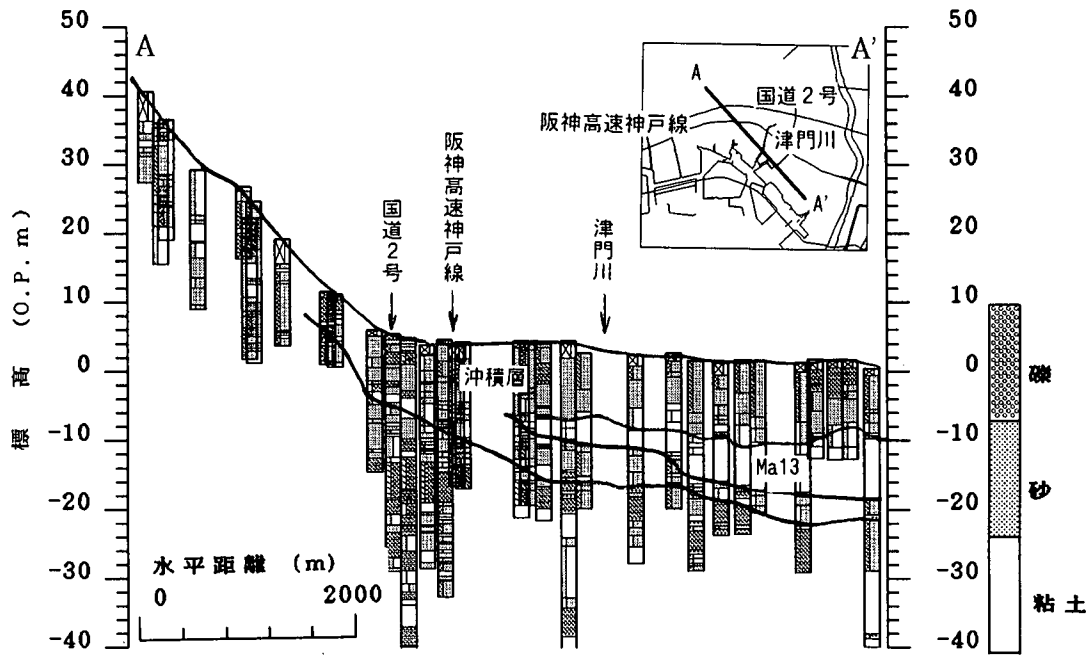 50
40
30
20
10
0
-10
-20
-30
-40
標 高 (O.P.m)
A
A'
50
40
30
20
10
0
-10
-20
-30
-40
A
国道2号
阪神高速神戸線
津門川
A'
国道2号
阪神高速神戸線
津門川
沖積層
Ma13
水平距離 (m)
0 2000
礫
砂
粘土